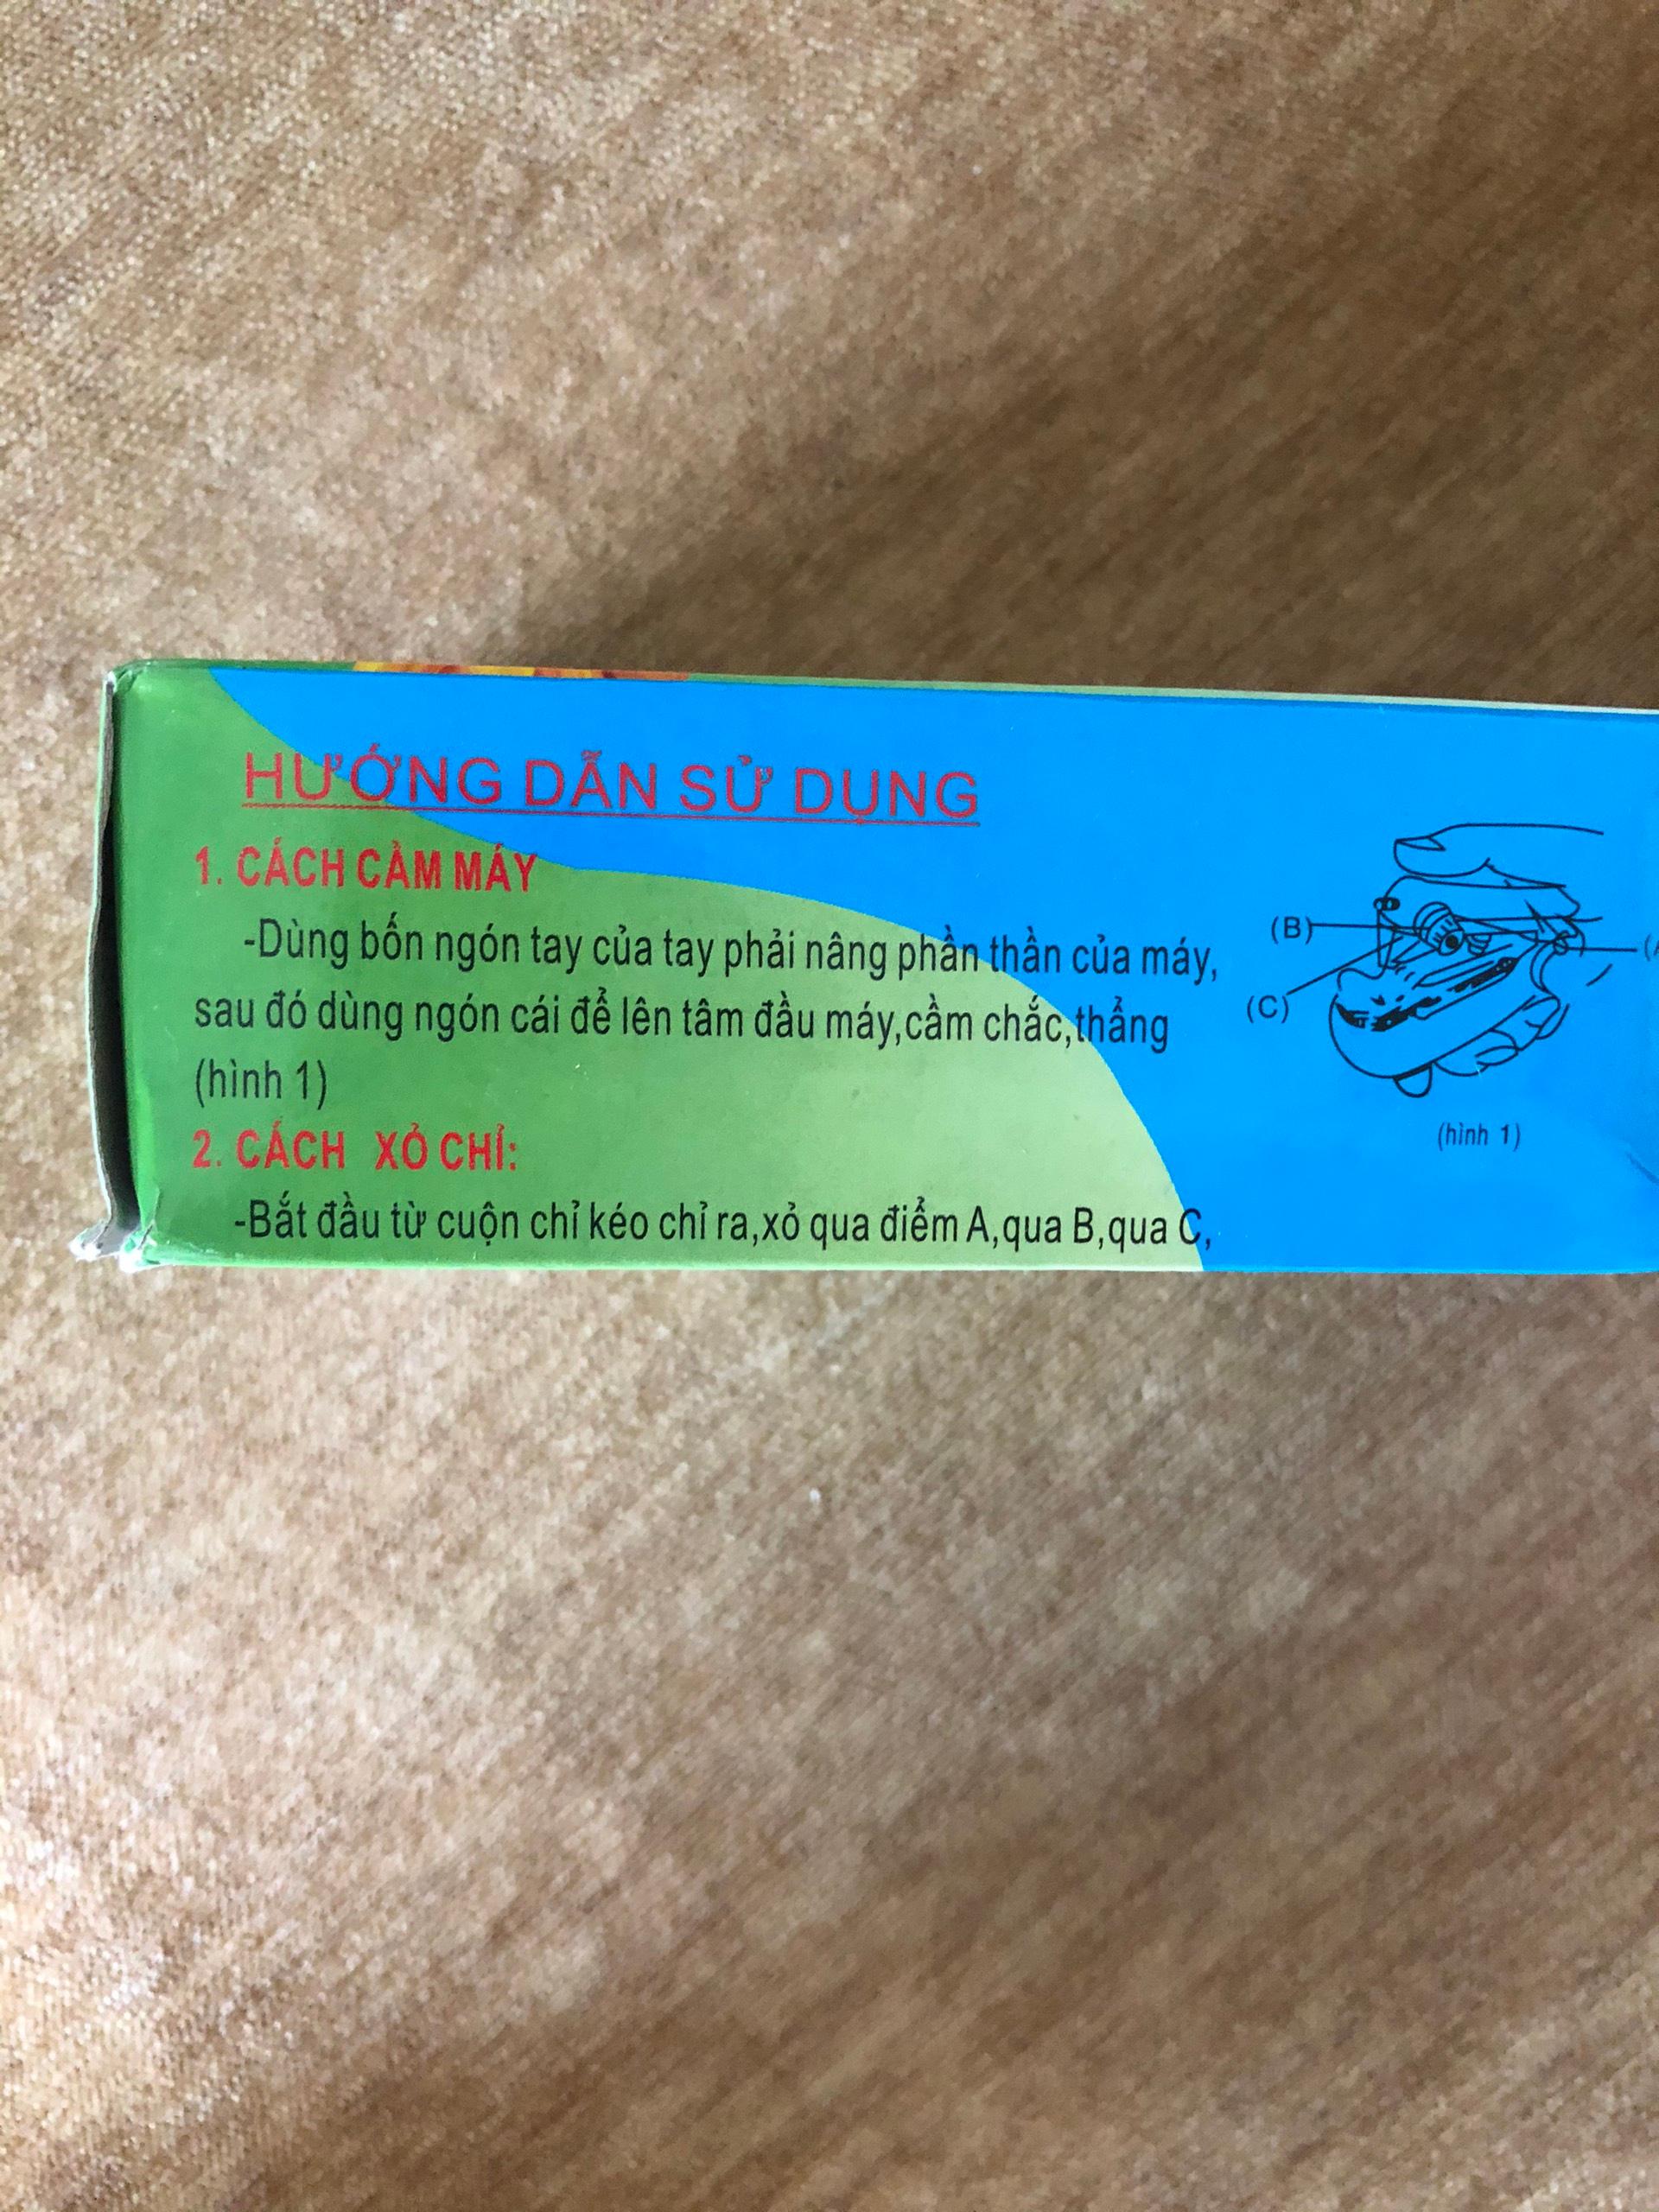 HƯỚNG DẪN SỬ DỤNG
1. CÁCH CẦM MÁY
-Dùng bốn ngón tay của tay phải nâng phần thần của máy,
sau đó dùng ngón cái để lên tâm đầu máy,cầm chắc,thẳng
(hình 1)
2. CÁCH XỎ CHỈ:
-Bắt đầu từ cuộn chỉ kéo chỉ ra,xỏ qua điểm A,qua B,qua C,
(B)
(C)
(hình 1)